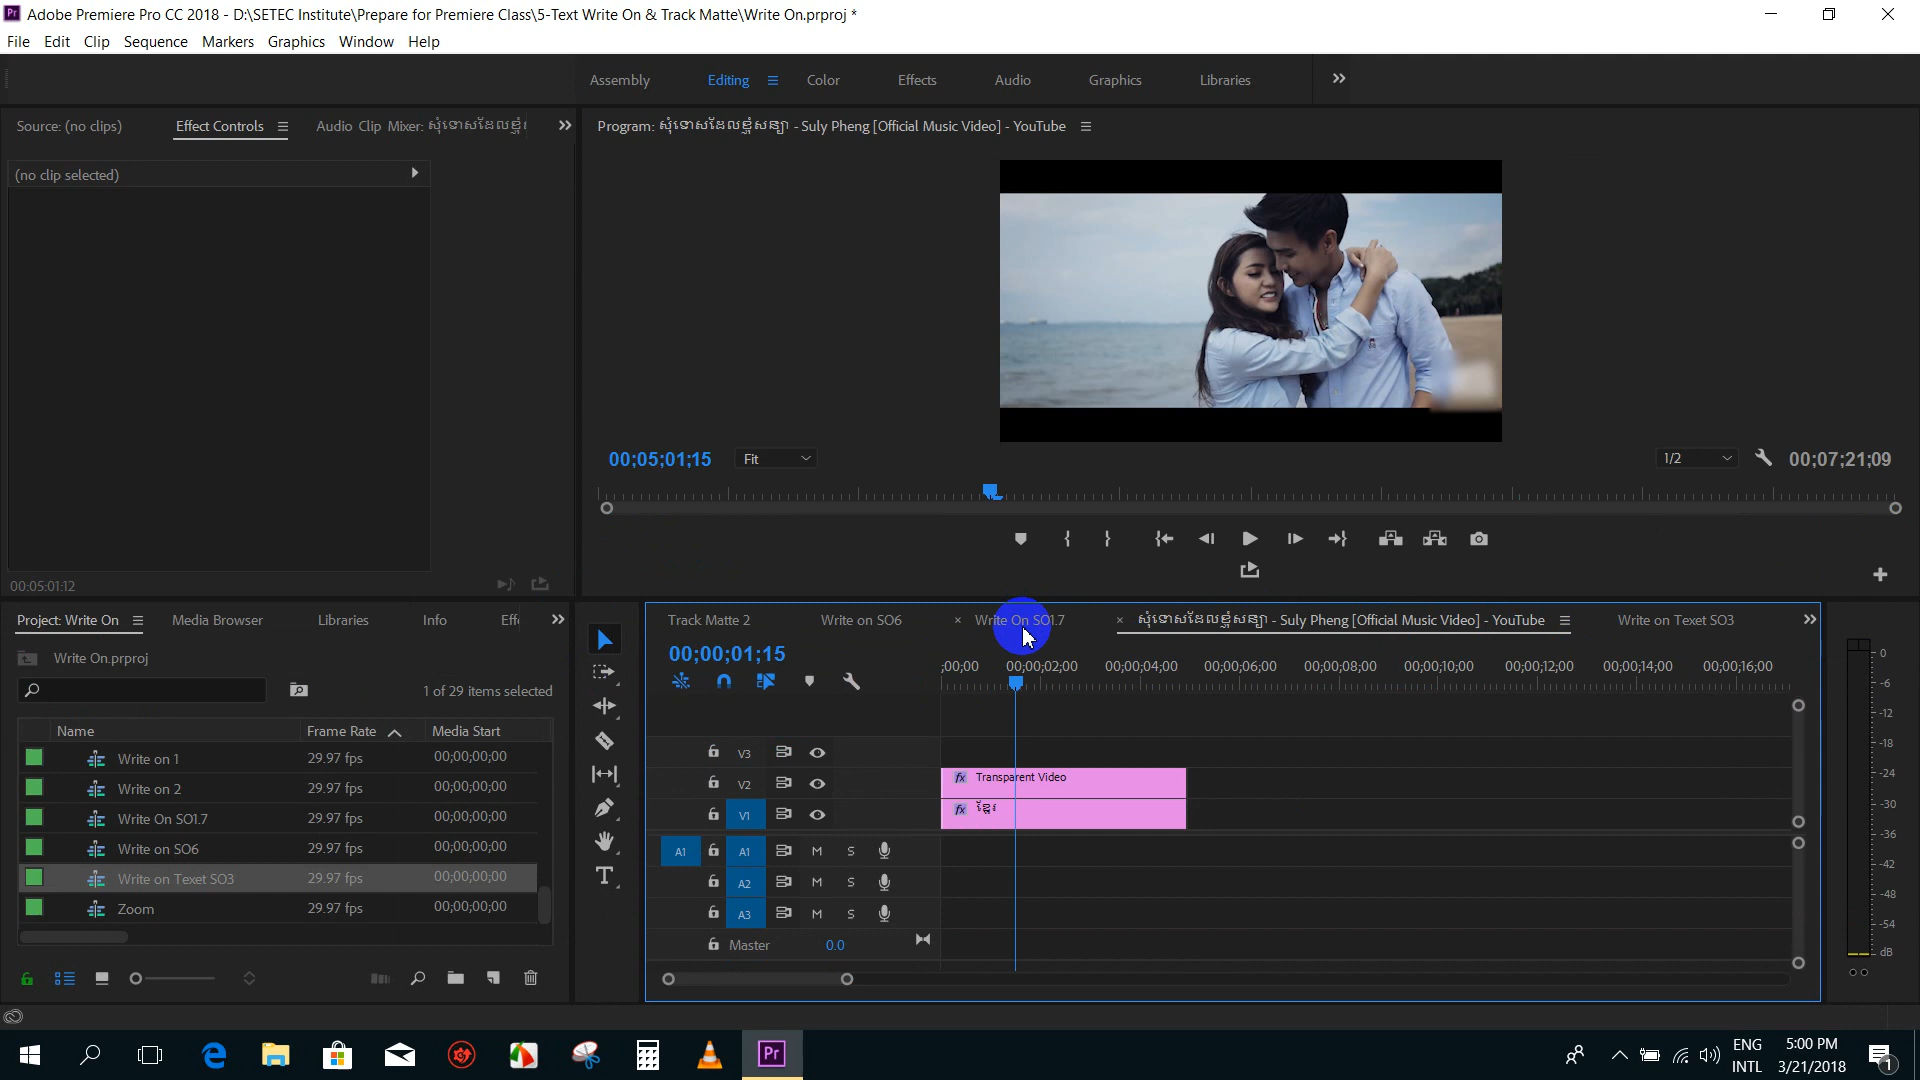 Adobe Premiere Pro CC 2018 - D:\SETEC Institute\Prepare for Premiere Class\5-Text Write On & Track Matte\Write On.prproj *
File Edit Clip Sequence Markers Graphics Window Help
Assembly Editing Color Effects Audio Graphics Libraries
Source: (no clips) Effect Controls Audio Clip Mixer: សុំទោសដែលខ្ញុំ
Program: សុំទោសដែលខ្ញុំសន្យា - Suly Pheng [Official Music Video] - YouTube
(no clip selected)
00;05;01;15 Fit 1/2 00;07;21;09
00:05:01:12
Project: Write On Media Browser Libraries Info Eff
Track Matte 2 Write on SO6 × Write On SO1.7 × សុំទោសដែលខ្ញុំសន្យា - Suly Pheng [Official Music Video] - YouTube Write on Texet SO3
Write On.prproj
00;00;01;15
;00;00 00;00;02;00 00;00;04;00 00;00;06;00 00;00;08;00 00;00;10;00 00;00;12;00 00;00;14;00 00;00;16;00
1 of 29 items selected
Name Frame Rate Media Start
Write on 1 29.97 fps 00;00;00;00
Write on 2 29.97 fps 00;00;00;00
Write On SO1.7 29.97 fps 00;00;00;00
Write on SO6 29.97 fps 00;00;00;00
Write on Texet SO3 29.97 fps 00;00;00;00
Zoom 29.97 fps 00;00;00;00
V3
V2 fx Transparent Video
V1 fx ខ្មែរ
A1 A1 M S
A2 M S
A3 M S
Master 0.0
0
-6
-12
-18
-24
-30
-36
-42
-48
-54
dB
Pr
ENG 5:00 PM
INTL 3/21/2018
1